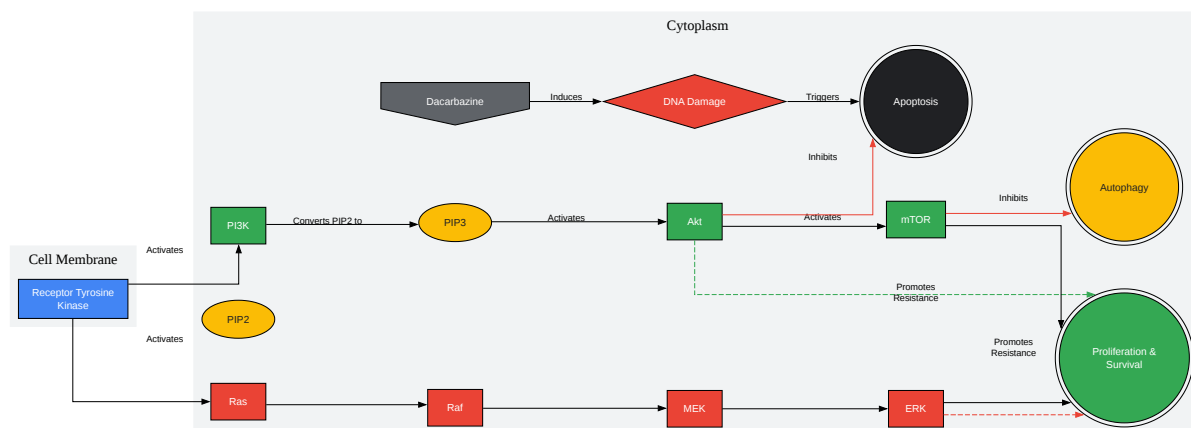 Cytoplasm
Dacarbazine
Induces
DNA Damage
Triggers
Apoptosis
Inhibits
Autophagy
Inhibits
PI3K
Converts PIP2 to
PIP3
Activates
Akt
Activates
mTOR
Activates
Cell Membrane
Receptor Tyrosine
Kinase
PIP2
Promotes
Resistance
Activates
Promotes
Resistance
Proliferation &
Survival
Ras
Raf
MEK
ERK